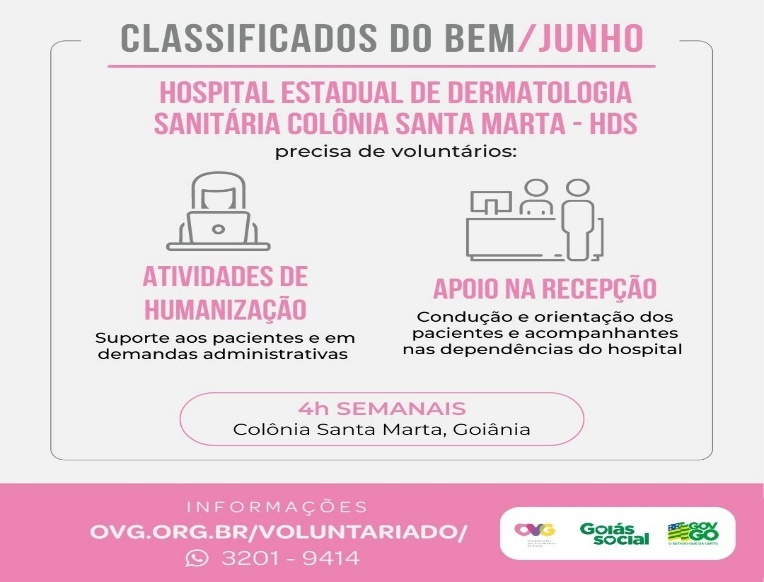 CLASSIFICADOS DO BEM/JUNHO
HOSPITAL ESTADUAL DE DERMATOLOGIA
SANITÁRIA COLÔNIA SANTA MARTA - HDS
precisa de voluntários:
ATIVIDADES DE
HUMANIZAÇÃO
Suporte aos pacientes e em
demandas administrativas
APOIO NA RECEPÇÃO
Condução e orientação dos
pacientes e acompanhantes
nas dependências do hospital
4h SEMANAIS
Colônia Santa Marta, Goiânia
INFORMAÇÕES
OVG.ORG.BR/VOLUNTARIADO/
3201 - 9414
OVG
Goiás
social
GOV
GO